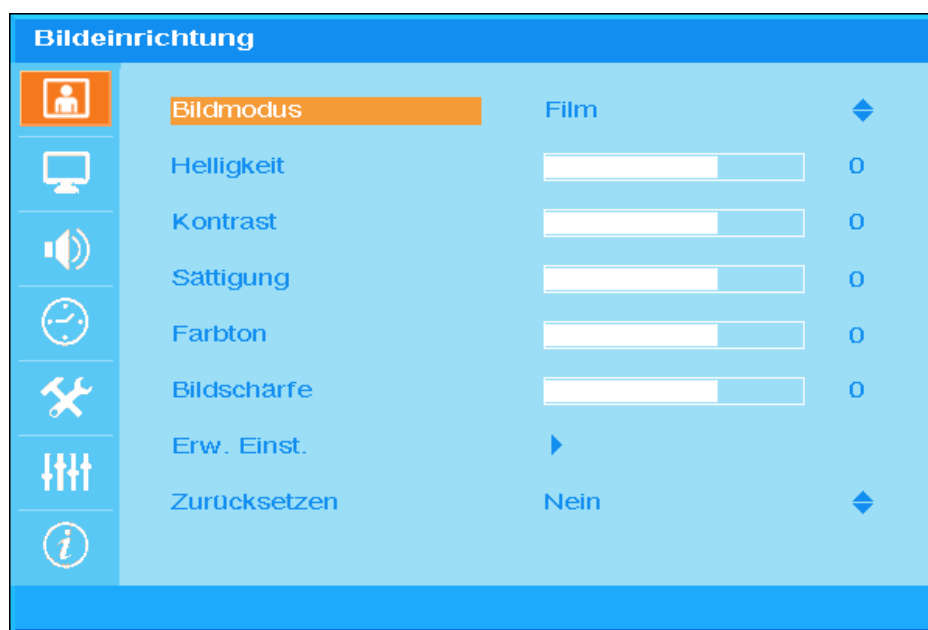 Bildeinrichtung
Bildmodus Film
Helligkeit 0
Kontrast 0
Sättigung 0
Farbton 0
Bildschärfe 0
Erw. Einst.
Zurücksetzen Nein